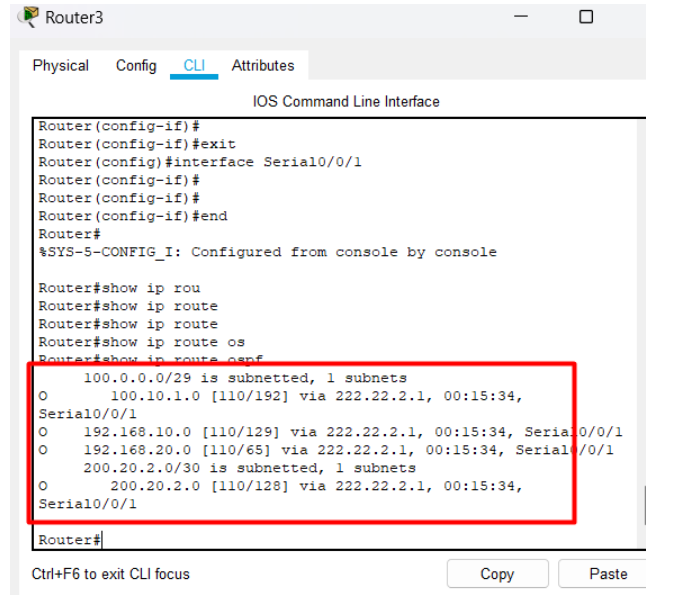 Router3
Physical Config CLI Attributes
IOS Command Line Interface
Router(config-if)#
Router(config-if)#exit
Router(config)#interface Serial0/0/1
Router(config-if)#
Router(config-if)#
Router(config-if)#end
Router#
%SYS-5-CONFIG_I: Configured from console by console
Router#show ip rou
Router#show ip route
Router#show ip route
Router#show ip route os
Router#show ip route ospf
100.0.0.0/29 is subnetted, 1 subnets
O 100.10.1.0 [110/192] via 222.22.2.1, 00:15:34,
Serial0/0/1
O 192.168.10.0 [110/129] via 222.22.2.1, 00:15:34, Serial0/0/1
O 192.168.20.0 [110/65] via 222.22.2.1, 00:15:34, Serial0/0/1
200.20.2.0/30 is subnetted, 1 subnets
O 200.20.2.0 [110/128] via 222.22.2.1, 00:15:34,
Serial0/0/1
Router#
Ctrl+F6 to exit CLI focus
Copy Paste